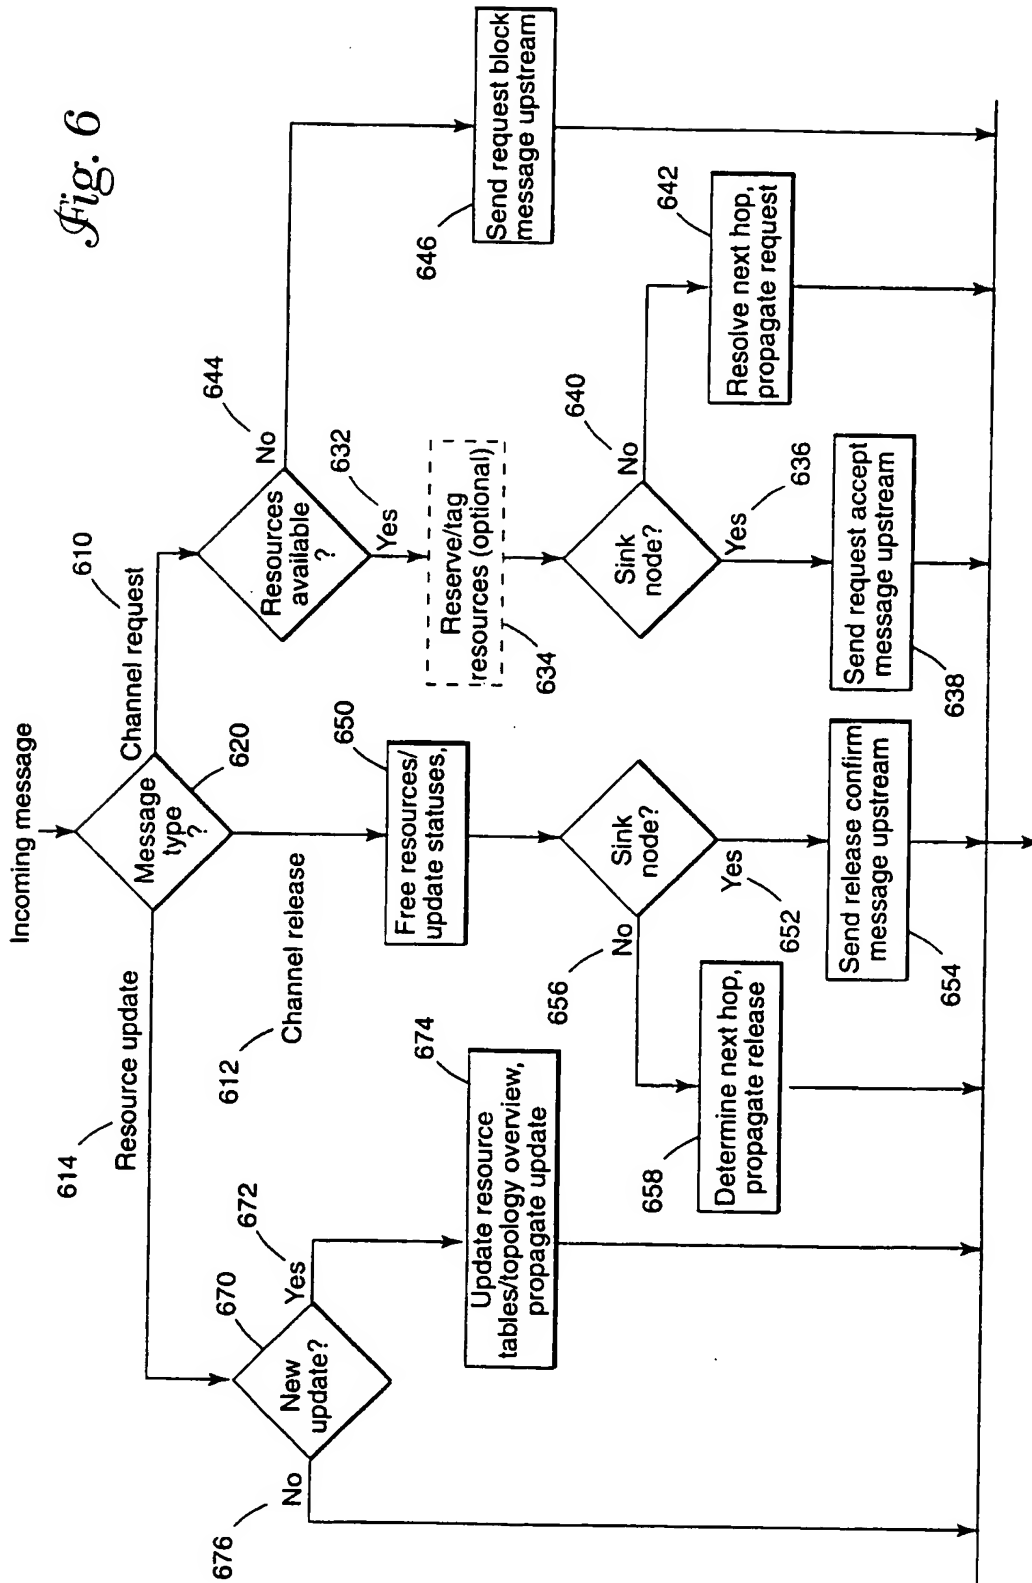 Fig. 6
Incoming message
Message
type
?
620
614
Resource update
612
Channel release
610
Channel request
676
No
New
update?
670
672
Yes
674
Update resource
tables/topology overview,
propagate update
650
Free resources/
update statuses,
Sink
node?
656
No
658
Determine next hop,
propagate release
Yes
652
Send release confirm
message upstream
654
Resources
available
?
644
No
632
Yes
Reserve/tag
resources (optional)
634
Sink
node?
640
No
642
Resolve next hop,
propagate request
Yes
636
Send request accept
message upstream
638
646
Send request block
message upstream